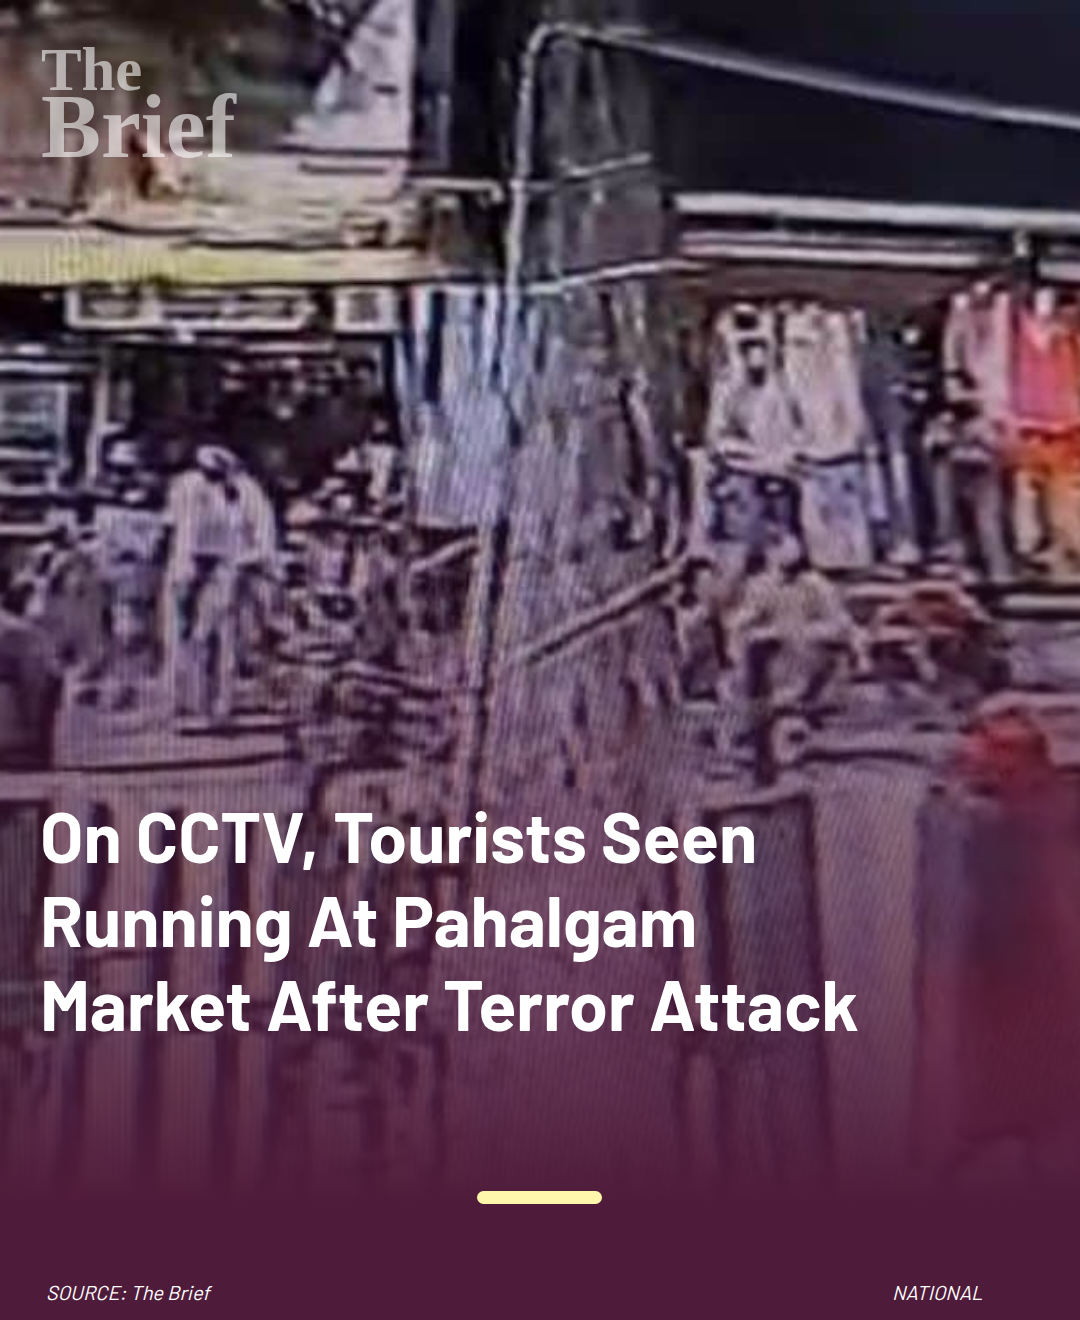 The
Brief
On CCTV, Tourists Seen
Running At Pahalgam
Market After Terror Attack
SOURCE: The Brief
NATIONAL